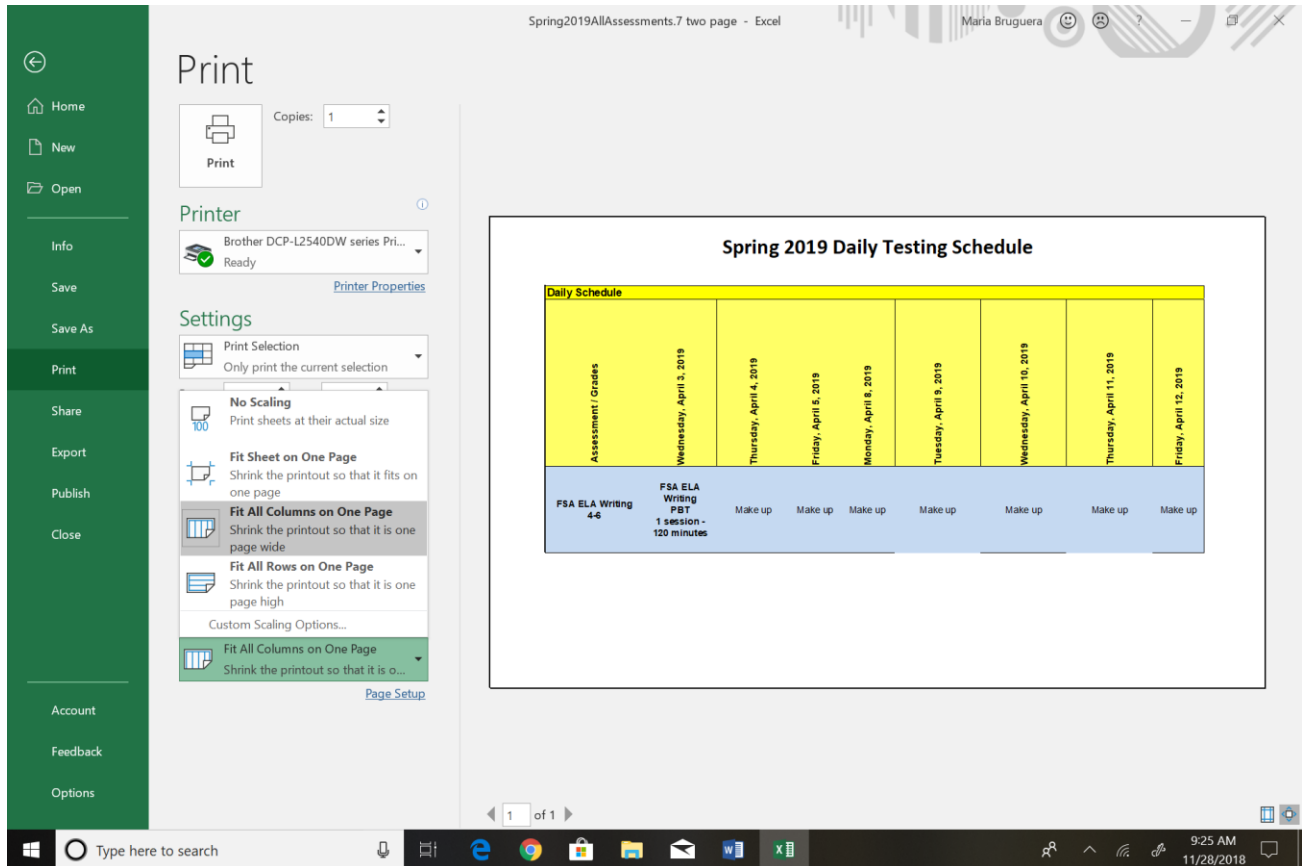 Spring2019AllAssessments.7 two page - Excel
Maria Bruguera
?
Home
New
Open
Info
Save
Save As
Print
Share
Export
Publish
Close
Account
Feedback
Options
Print
Print
Copies: 1
Printer
Brother DCP-L2540DW series Pri...
Ready
Printer Properties
Settings
Print Selection
Only print the current selection
No Scaling
Print sheets at their actual size
100
Fit Sheet on One Page
Shrink the printout so that it fits on
one page
Fit All Columns on One Page
Shrink the printout so that it is one
page wide
Fit All Rows on One Page
Shrink the printout so that it is one
page high
Custom Scaling Options...
Fit All Columns on One Page
Shrink the printout so that it is o...
Page Setup
Spring 2019 Daily Testing Schedule
Daily Schedule
Assessment / Grades
Wednesday, April 3, 2019
Thursday, April 4, 2019
Friday, April 5, 2019
Monday, April 8, 2019
Tuesday, April 9, 2019
Wednesday, April 10, 2019
Thursday, April 11, 2019
Friday, April 12, 2019
FSA ELA Writing
4-6
FSA ELA
Writing
PBT
1 session -
120 minutes
Make up
Make up
Make up
Make up
Make up
Make up
Make up
1 of 1
Type here to search
9:25 AM
11/28/2018